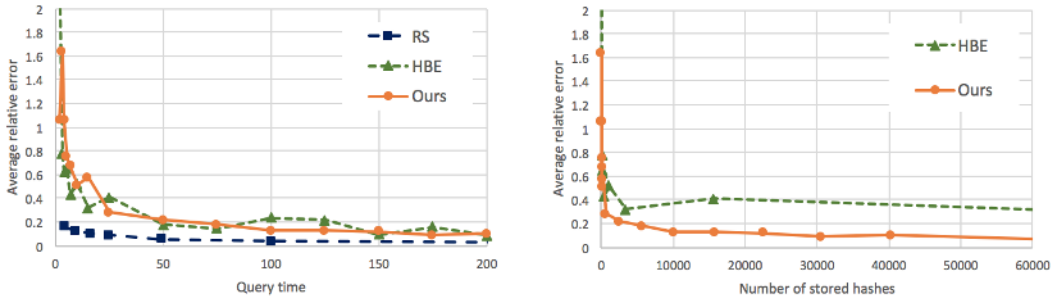 2
1.8
1.6
1.4
1.2
1
0.8
0.6
0.4
0.2
0
Average relative error
RS
HBE
Ours
0 50 100 150 200
Query time
2
1.8
1.6
1.4
1.2
1
0.8
0.6
0.4
0.2
0
Average relative error
HBE
Ours
0 10000 20000 30000 40000 50000 60000
Number of stored hashes